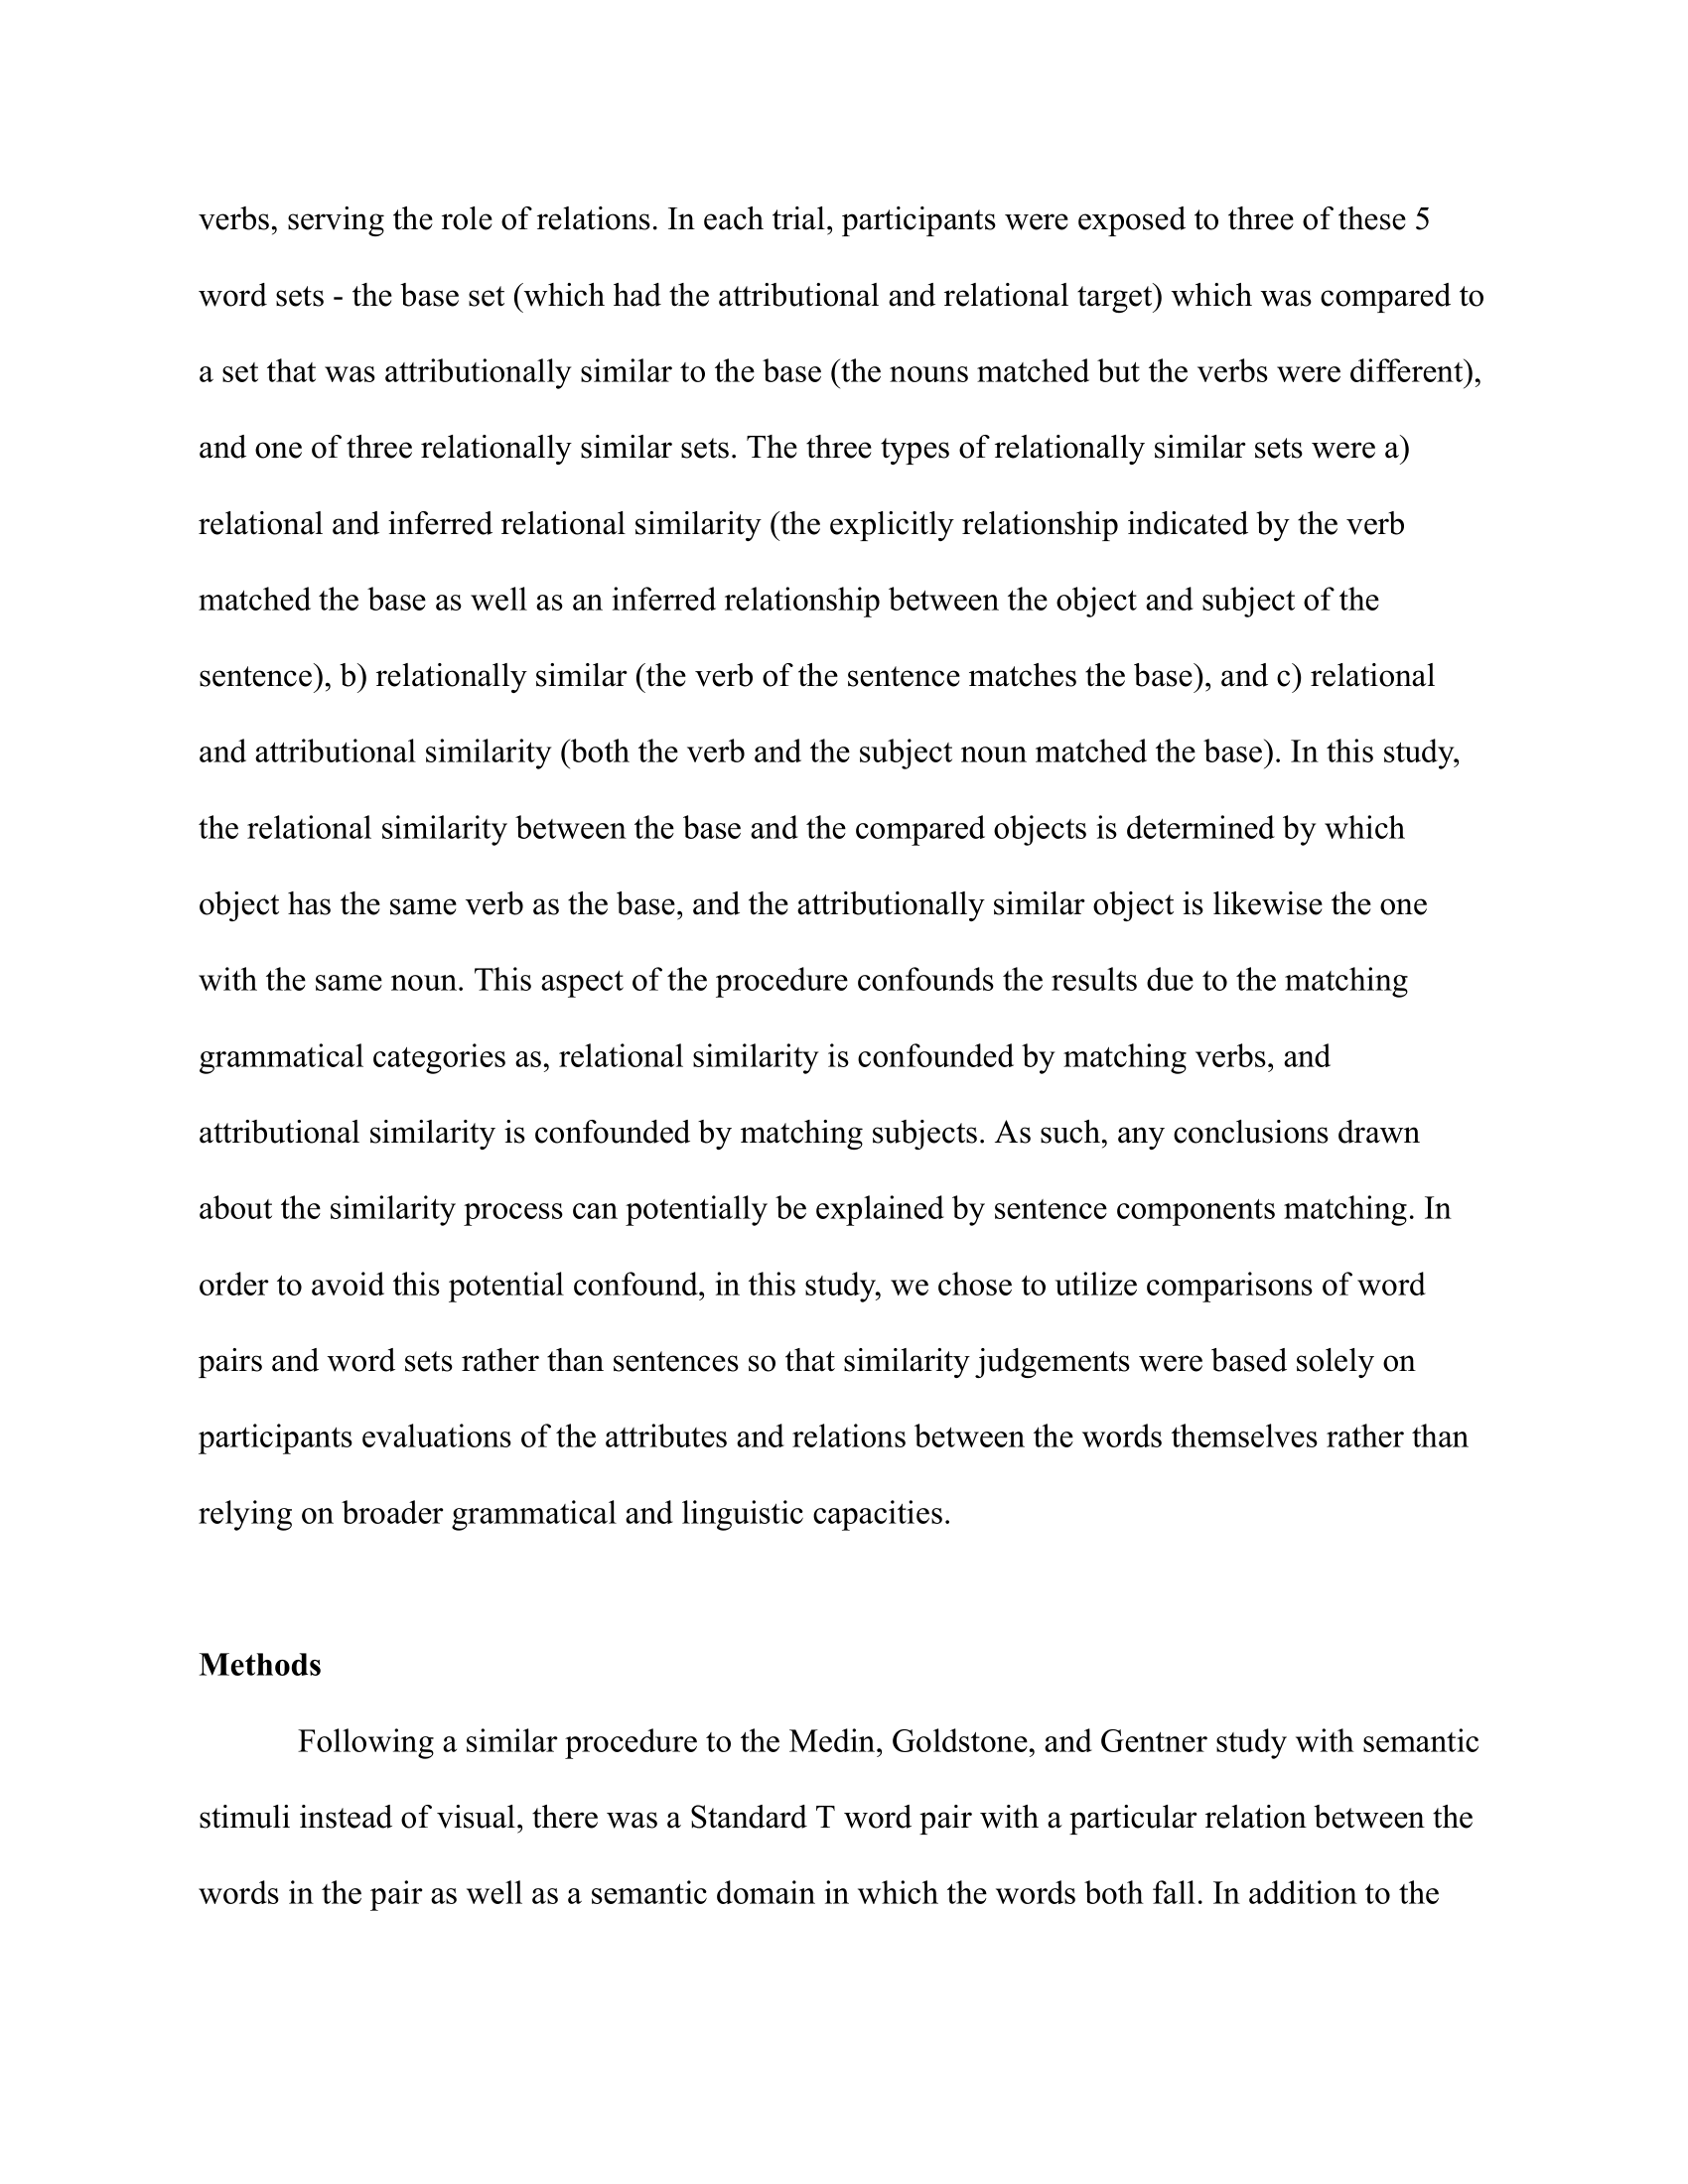 verbs, serving the role of relations. In each trial, participants were exposed to three of these 5
word sets - the base set (which had the attributional and relational target) which was compared to
a set that was attributionally similar to the base (the nouns matched but the verbs were different),
and one of three relationally similar sets. The three types of relationally similar sets were a)
relational and inferred relational similarity (the explicitly relationship indicated by the verb
matched the base as well as an inferred relationship between the object and subject of the
sentence), b) relationally similar (the verb of the sentence matches the base), and c) relational
and attributional similarity (both the verb and the subject noun matched the base). In this study,
the relational similarity between the base and the compared objects is determined by which
object has the same verb as the base, and the attributionally similar object is likewise the one
with the same noun. This aspect of the procedure confounds the results due to the matching
grammatical categories as, relational similarity is confounded by matching verbs, and
attributional similarity is confounded by matching subjects. As such, any conclusions drawn
about the similarity process can potentially be explained by sentence components matching. In
order to avoid this potential confound, in this study, we chose to utilize comparisons of word
pairs and word sets rather than sentences so that similarity judgements were based solely on
participants evaluations of the attributes and relations between the words themselves rather than
relying on broader grammatical and linguistic capacities.
Methods
Following a similar procedure to the Medin, Goldstone, and Gentner study with semantic
stimuli instead of visual, there was a Standard T word pair with a particular relation between the
words in the pair as well as a semantic domain in which the words both fall. In addition to the